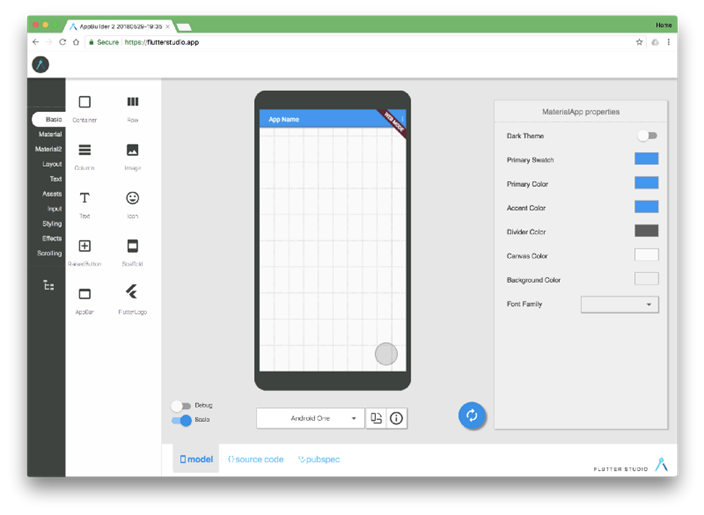 AppBuilder 2 20180529-19:35
Home
Secure
https://flutterstudio.app
Basic
Material
Material2
Layout
Text
Assets
Input
Styling
Effects
Scrolling
Container
Row
Column
Image
Text
Icon
RaisedButton
Scaffold
AppBar
FlutterLogo
App Name
WEB MODE
Debug
Scale
Android One
MaterialApp properties
Dark Theme
Primary Swatch
Primary Color
Accent Color
Divider Color
Canvas Color
Background Color
Font Family
model
source code
pubspec
FLUTTER STUDIO